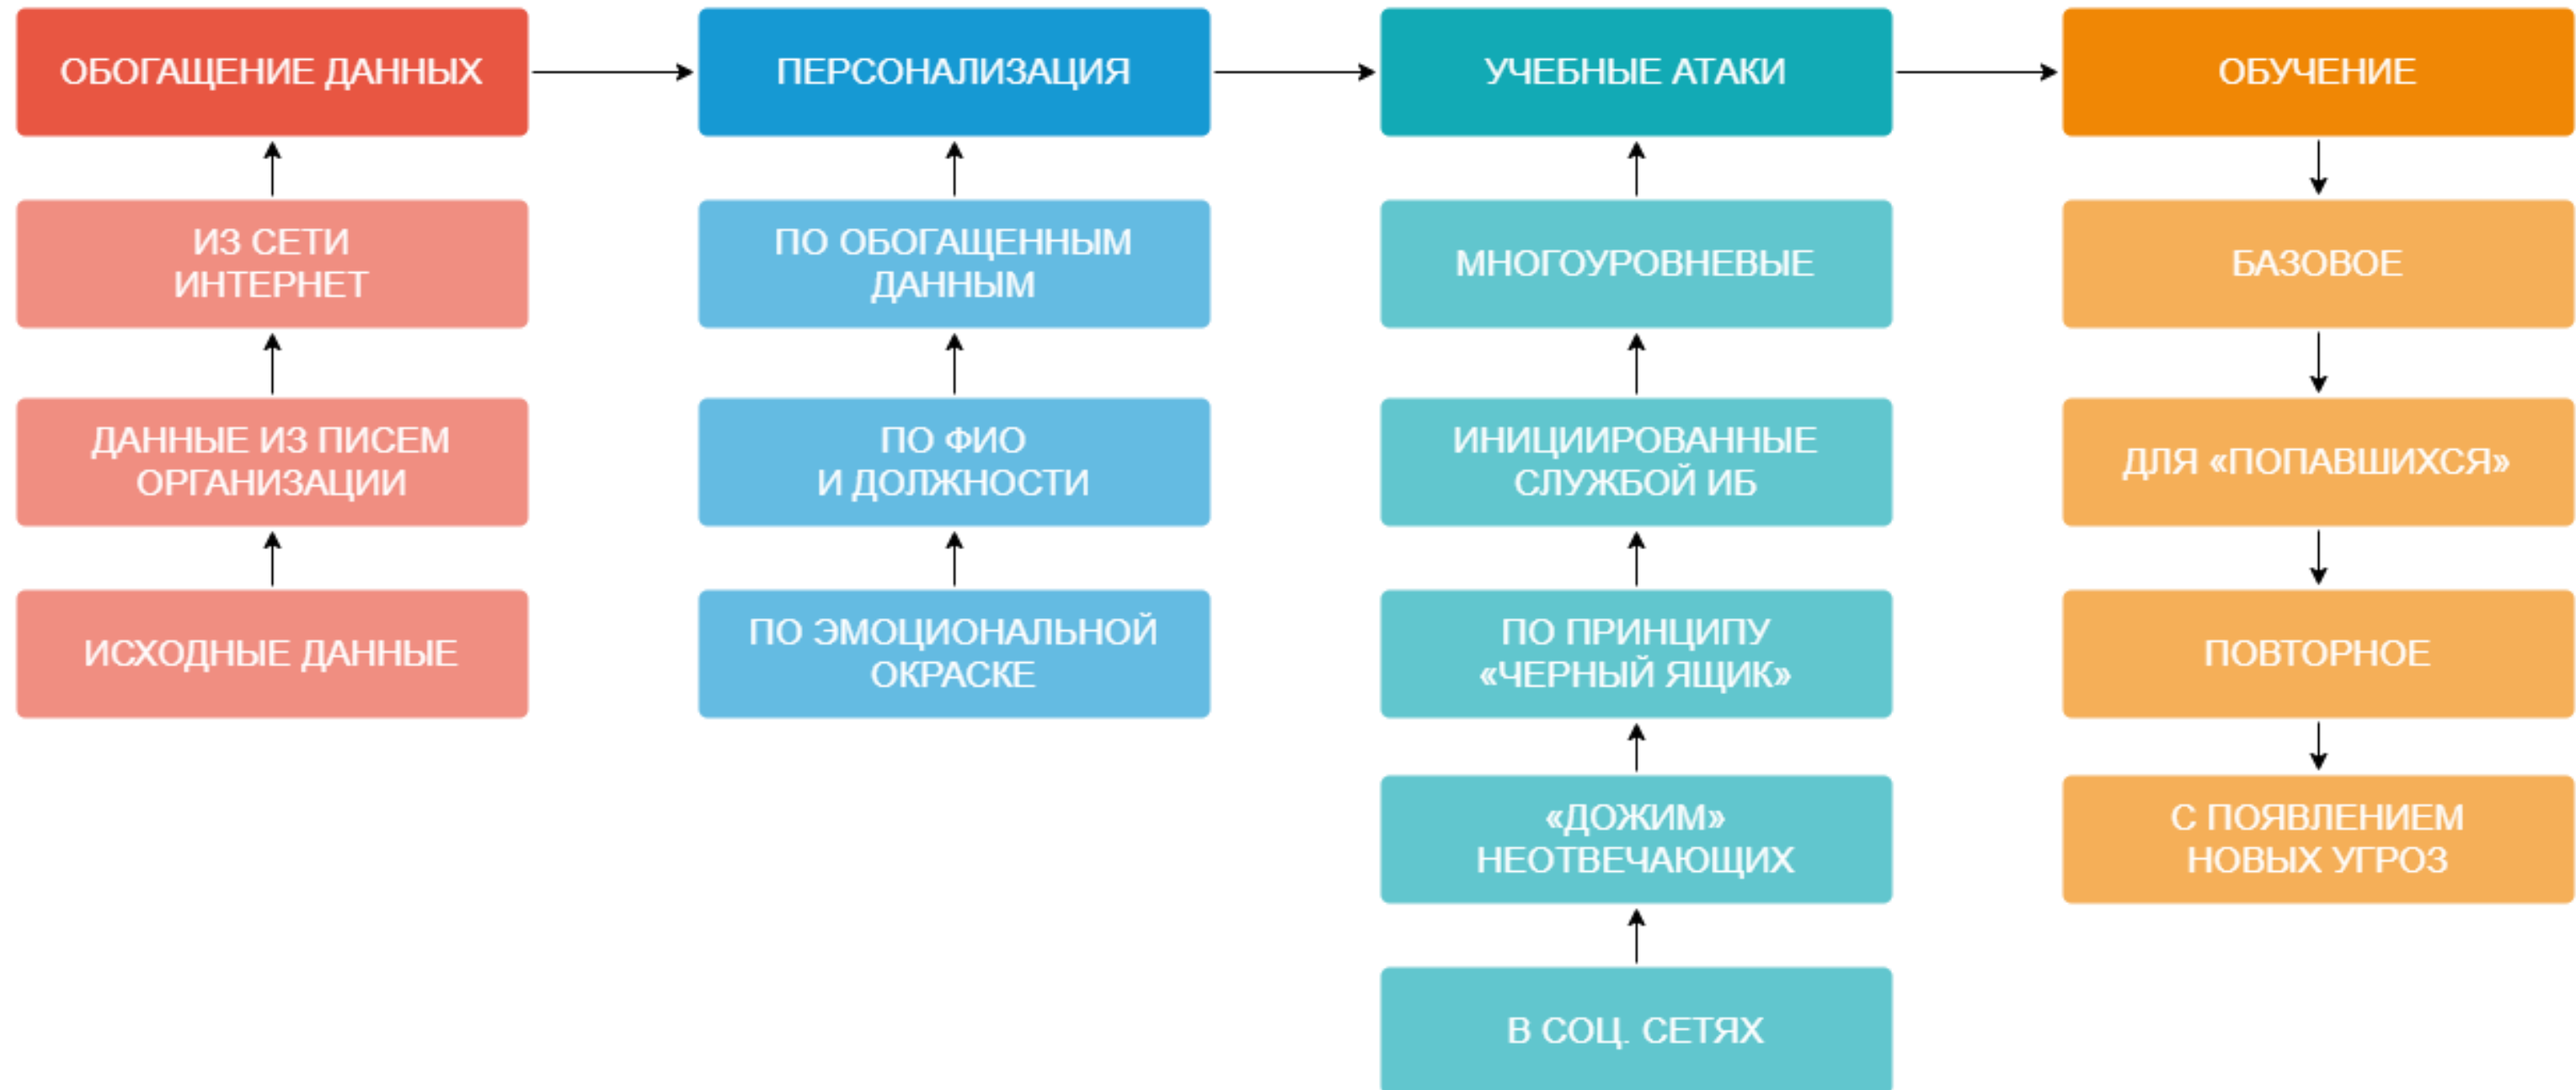 ОБОГАЩЕНИЕ ДАННЫХ
ИЗ СЕТИ
ИНТЕРНЕТ
ДАННЫЕ ИЗ ПИСЕМ
ОРГАНИЗАЦИИ
ИСХОДНЫЕ ДАННЫЕ
ПЕРСОНАЛИЗАЦИЯ
ПО ОБОГАЩЕННЫМ
ДАННЫМ
ПО ФИО
И ДОЛЖНОСТИ
ПО ЭМОЦИОНАЛЬНОЙ
ОКРАСКЕ
УЧЕБНЫЕ АТАКИ
МНОГОУРОВНЕВЫЕ
ИНИЦИИРОВАННЫЕ
СЛУЖБОЙ ИБ
ПО ПРИНЦИПУ
«ЧЕРНЫЙ ЯЩИК»
«ДОЖИМ»
НЕОТВЕЧАЮЩИХ
В СОЦ. СЕТЯХ
ОБУЧЕНИЕ
БАЗОВОЕ
ДЛЯ «ПОПАВШИХСЯ»
ПОВТОРНОЕ
С ПОЯВЛЕНИЕМ
НОВЫХ УГРОЗ